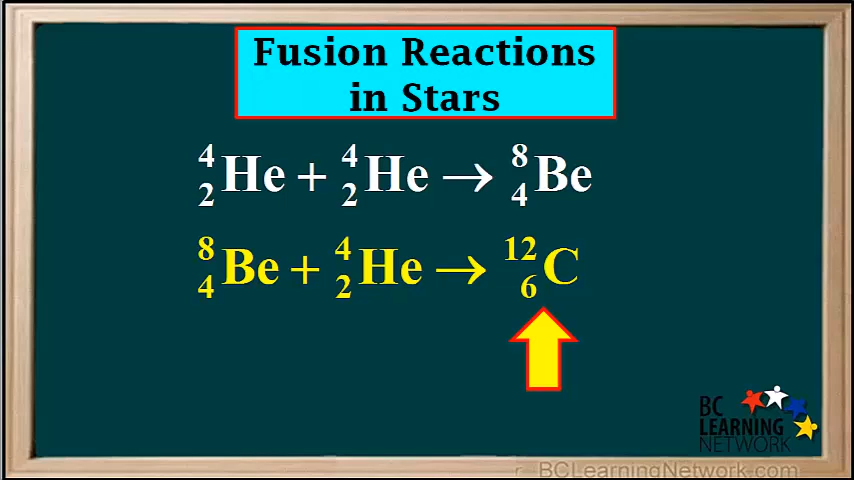 Fusion Reactions
in Stars
⁴₂He + ⁴₂He → ⁸₄Be
⁸₄Be + ⁴₂He → ¹²₆C
BC
LEARNING
NETWORK
BCLearningNetwork.com